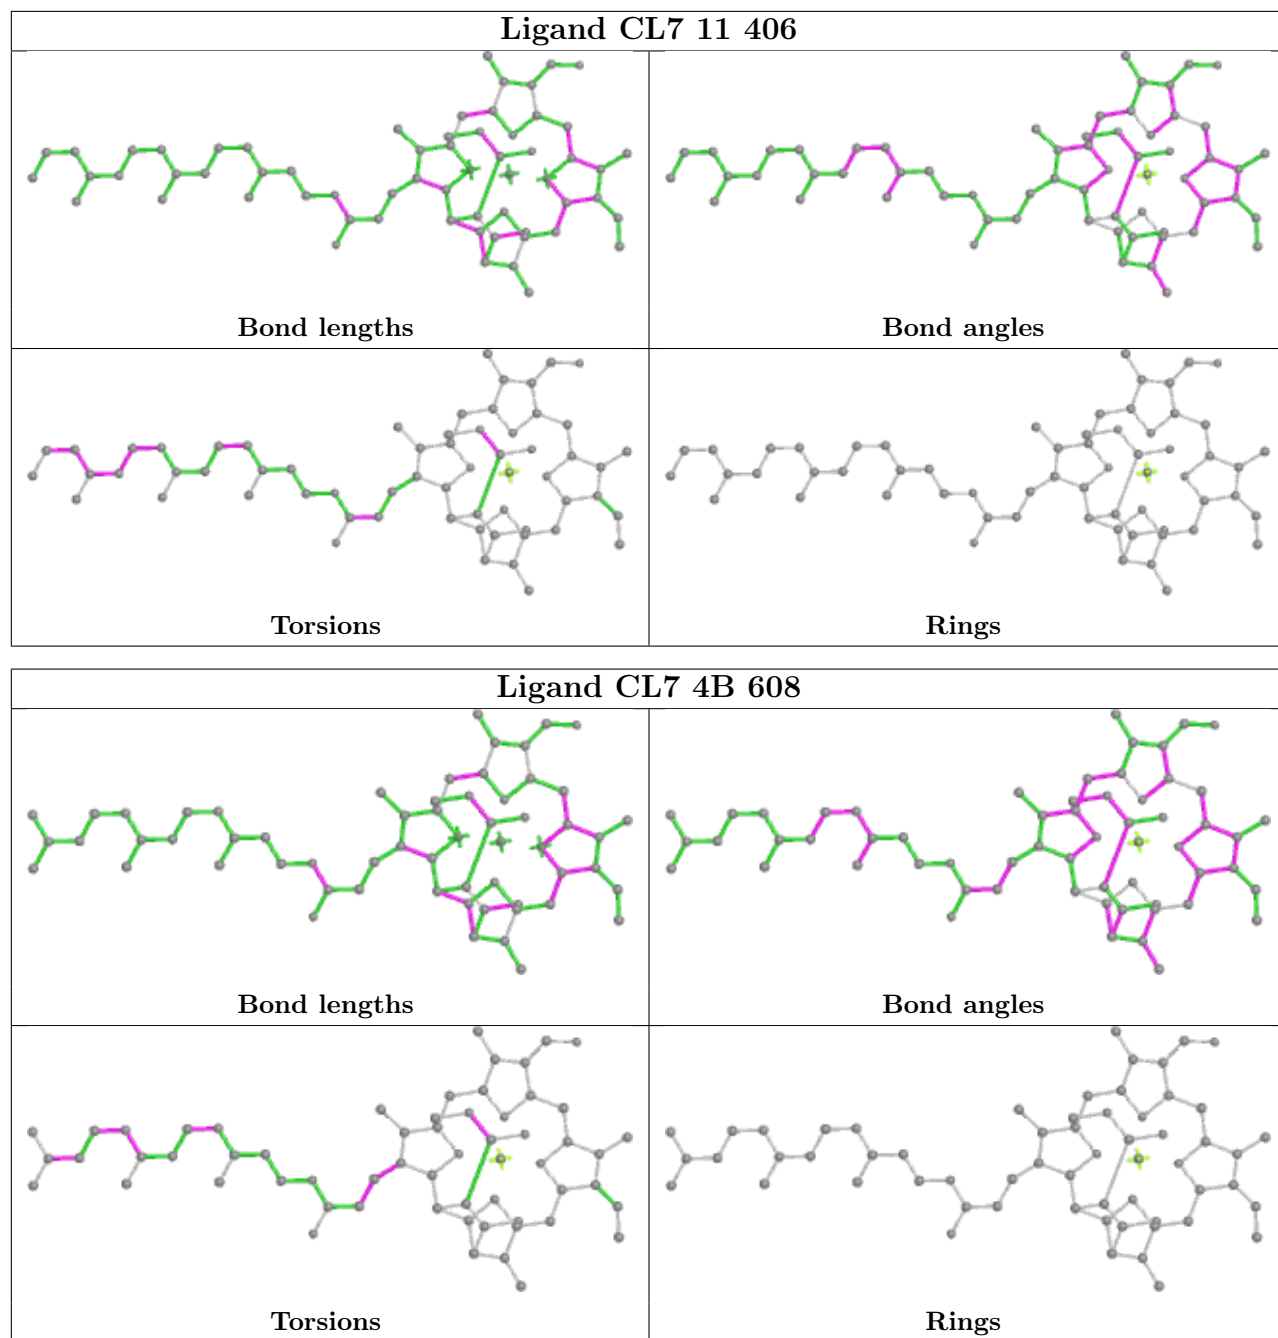 Ligand CL7 11 406
Bond lengths
Bond angles
Torsions
Rings
Ligand CL7 4B 608
Bond lengths
Bond angles
Torsions
Rings